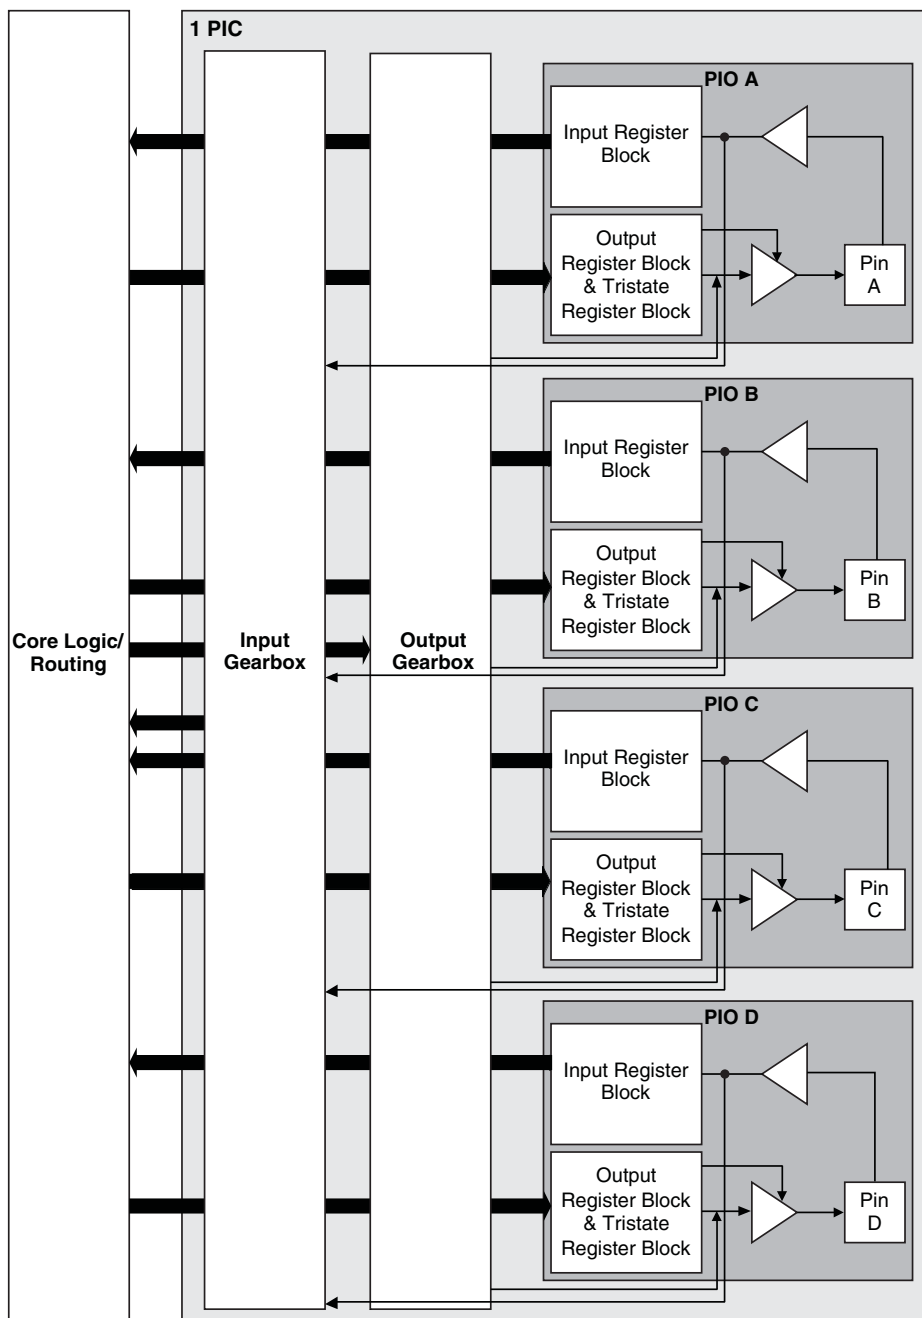 1 PIC
PIO A
Input Register
Block
Output
Register Block
& Tristate
Register Block
Pin
A
PIO B
Input Register
Block
Output
Register Block
& Tristate
Register Block
Pin
B
Core Logic/
Routing
Input
Gearbox
Output
Gearbox
PIO C
Input Register
Block
Output
Register Block
& Tristate
Register Block
Pin
C
PIO D
Input Register
Block
Output
Register Block
& Tristate
Register Block
Pin
D